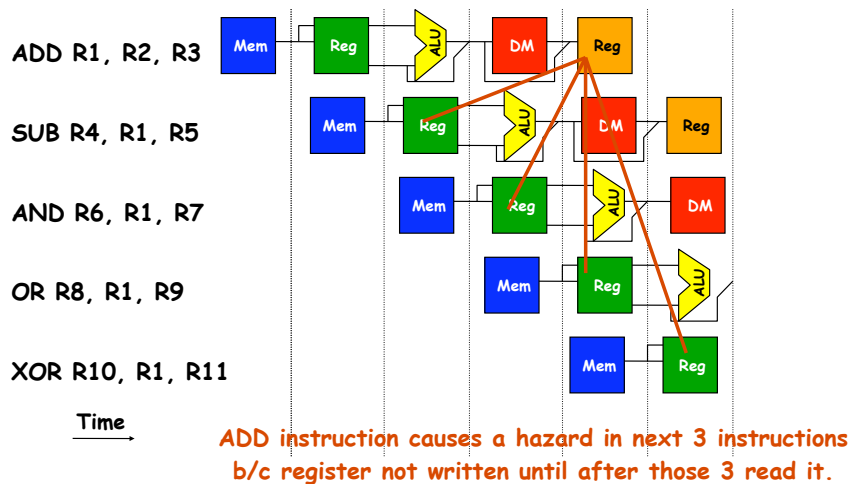 Mem Reg ALU DM Reg
ADD R1, R2, R3
Mem Reg ALU DM Reg
SUB R4, R1, R5
Mem Reg ALU DM
AND R6, R1, R7
Mem Reg ALU
OR R8, R1, R9
Mem Reg
XOR R10, R1, R11
Time
ADD instruction causes a hazard in next 3 instructions
b/c register not written until after those 3 read it.